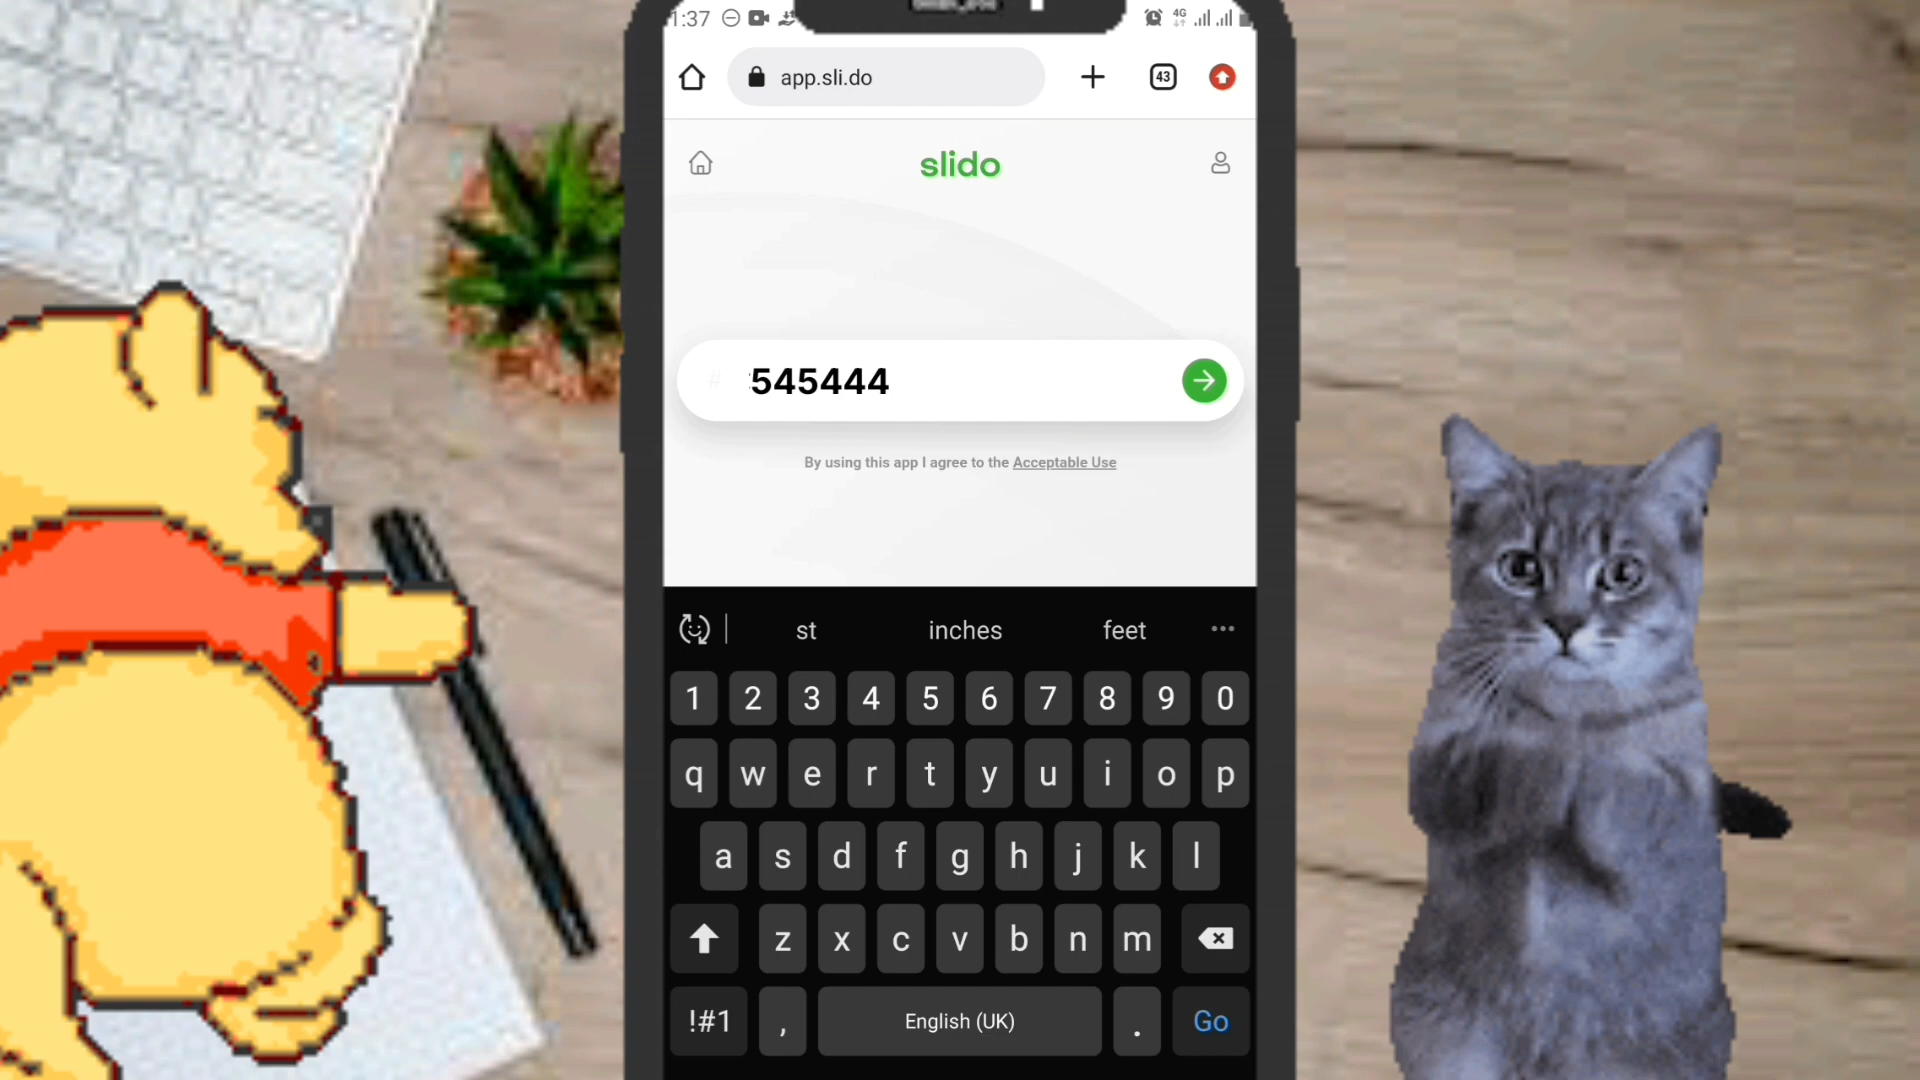 1:37
4G
app.sli.do
43
slido
# 545444
By using this app I agree to the Acceptable Use
st inches feet
1 2 3 4 5 6 7 8 9 0
q w e r t y u i o p
a s d f g h j k l
z x c v b n m
!#1 , English (UK) . Go